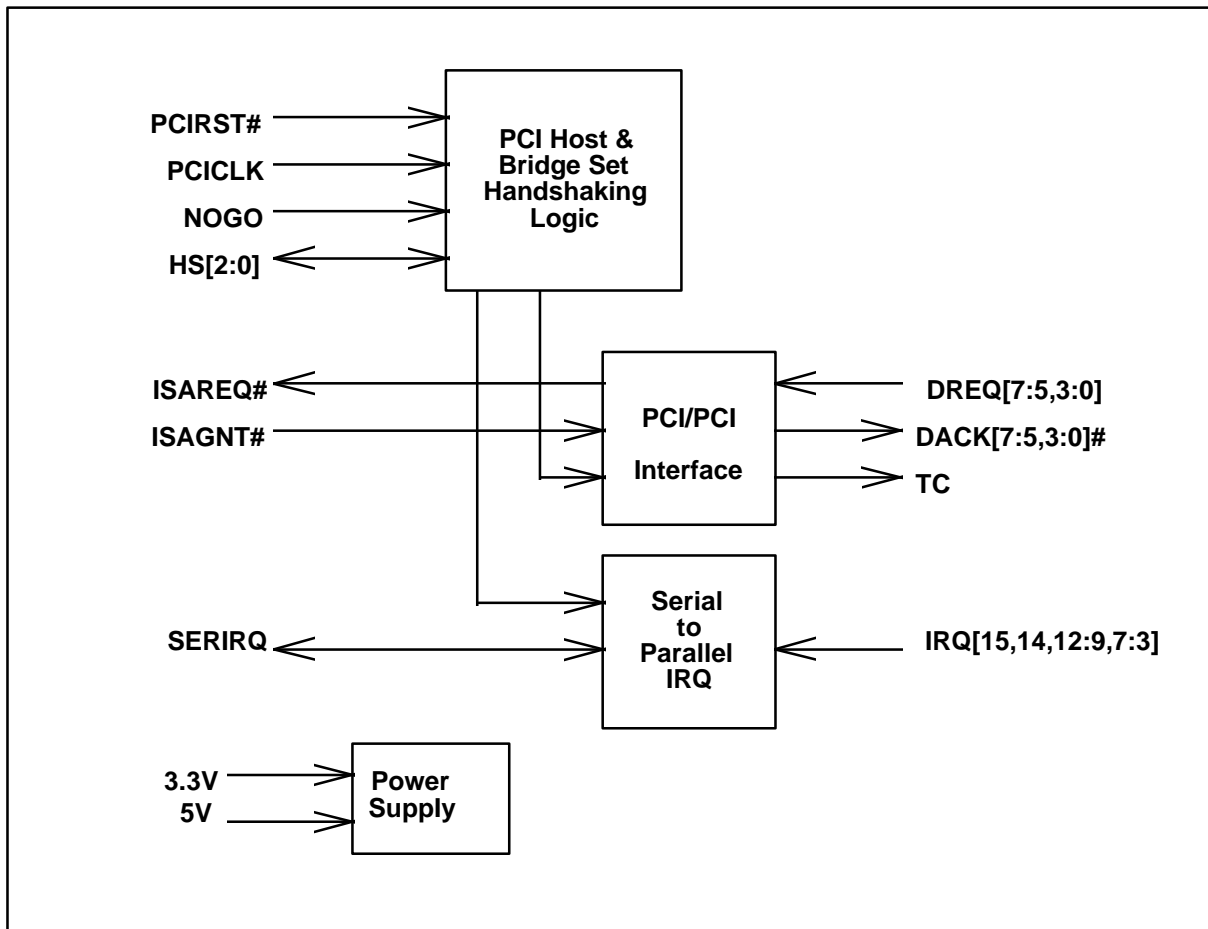 PCIRST#
PCICLK
NOGO
HS[2:0]
PCI Host &
Bridge Set
Handshaking
Logic
ISAREQ#
ISAGNT#
PCI/PCI
Interface
DREQ[7:5,3:0]
DACK[7:5,3:0]#
TC
SERIRQ
Serial
to
Parallel
IRQ
IRQ[15,14,12:9,7:3]
3.3V
5V
Power
Supply